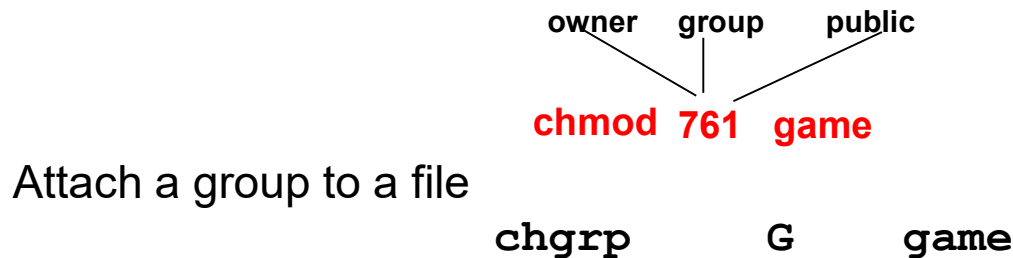 owner group public
chmod 761 game
Attach a group to a file
chgrp G game